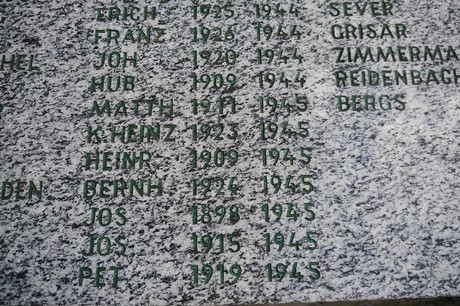 ERICH 1925 1944 SEVER
FRANZ 1926 1944 GRISAR
HEL JOH 1920 1944 ZIMMERMA
HUB 1909 1944 REIDENBACH
MATTH 1911 1945 BERGS
K.HEINZ 1923 1945
HEINR 1909 1945
DEN BERNH 1924 1945
JOS 1898 1945
JOS 1915 1945
PET 1919 1945